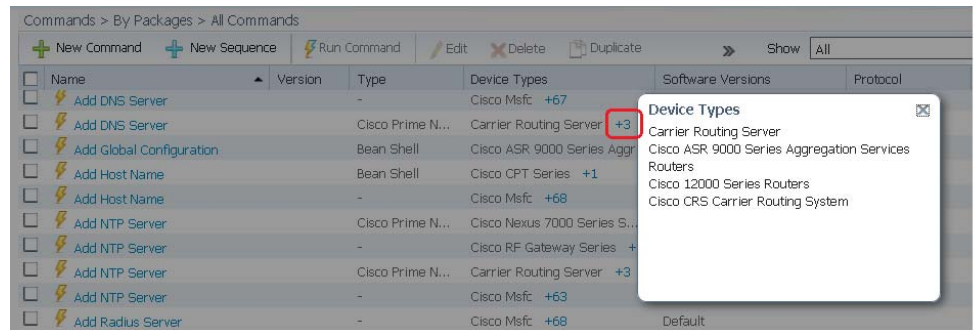 Commands > By Packages > All Commands
New Command New Sequence Run Command Edit Delete Duplicate » Show All
Name Version Type Device Types Software Versions Protocol
Add DNS Server - Cisco Msfc +67
Add DNS Server Cisco Prime N... Carrier Routing Server +3
Add Global Configuration Bean Shell Cisco ASR 9000 Series Aggr
Add Host Name Bean Shell Cisco CPT Series +1
Add Host Name - Cisco Msfc +68
Add NTP Server Cisco Prime N... Cisco Nexus 7000 Series S...
Add NTP Server - Cisco RF Gateway Series +
Add NTP Server Cisco Prime N... Carrier Routing Server +3
Add NTP Server - Cisco Msfc +63
Add Radius Server - Cisco Msfc +68 Default
Device Types
Carrier Routing Server
Cisco ASR 9000 Series Aggregation Services
Routers
Cisco 12000 Series Routers
Cisco CRS Carrier Routing System